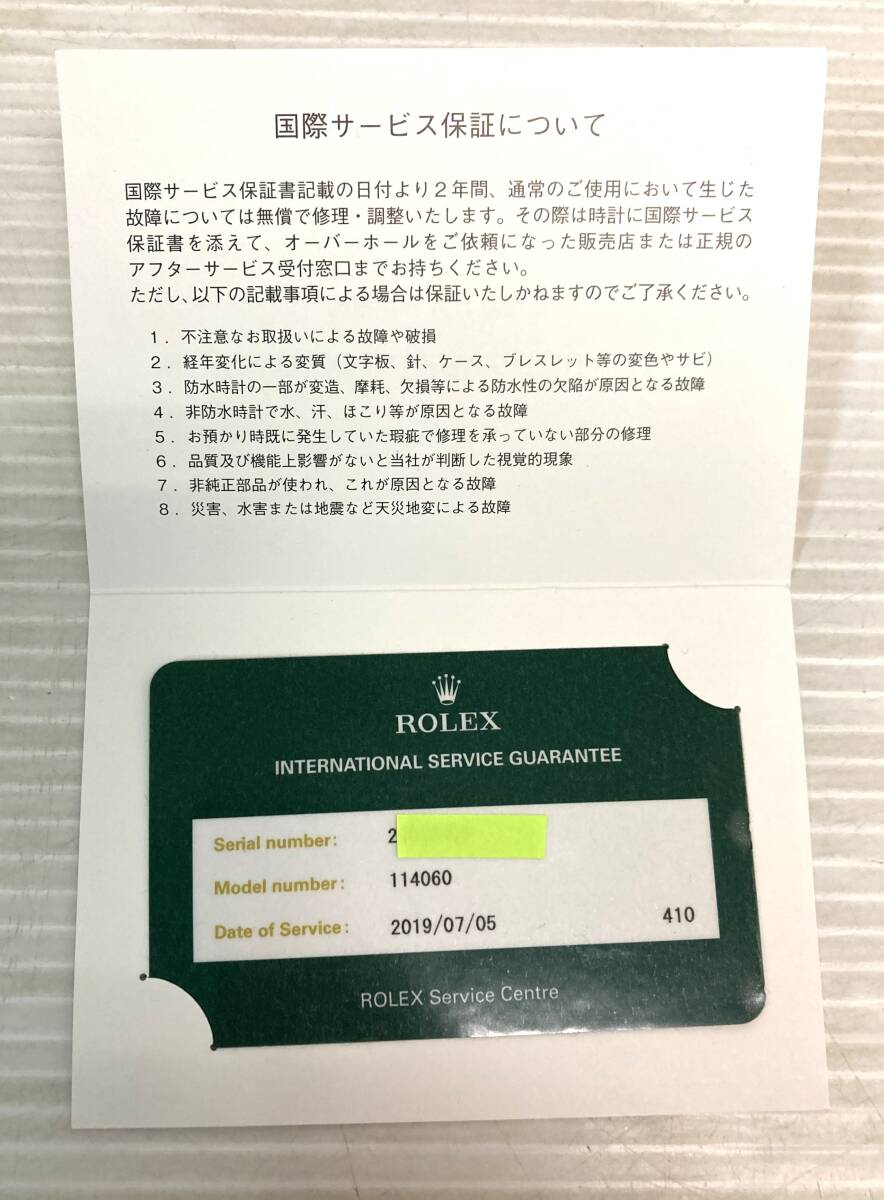 国際サービス保証について
国際サービス保証書記載の日付より２年間、通常のご使用において生じた
故障については無償で修理・調整いたします。その際は時計に国際サービス
保証書を添えて、オーバーホールをご依頼になった販売店または正規の
アフターサービス受付窓口までお持ちください。
ただし、以下の記載事項による場合は保証いたしかねますのでご了承ください。
１．不注意なお取扱いによる故障や破損
２．経年変化による変質（文字板、針、ケース、ブレスレット等の変色やサビ）
３．防水時計の一部が変造、摩耗、欠損等による防水性の欠陥が原因となる故障
４．非防水時計で水、汗、ほこり等が原因となる故障
５．お預かり時既に発生していた瑕疵で修理を承っていない部分の修理
６．品質及び機能上影響がないと当社が判断した視覚的現象
７．非純正部品が使われ、これが原因となる故障
８．災害、水害または地震など天災地変による故障
ROLEX
INTERNATIONAL SERVICE GUARANTEE
Serial number: 2
Model number: 114060
Date of Service: 2019/07/05 410
ROLEX Service Centre